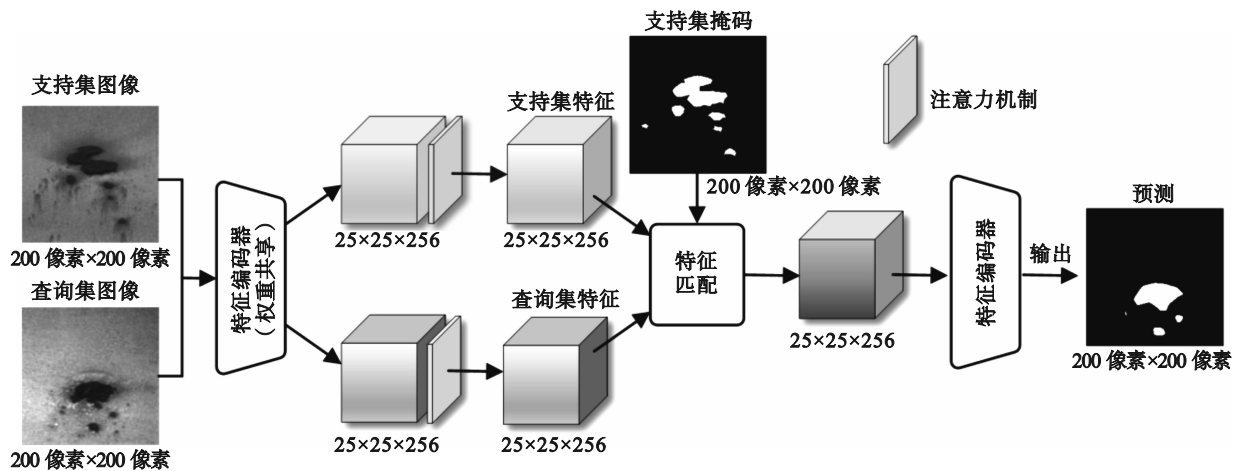 支持集图像
200 像素×200 像素
查询集图像
200 像素×200 像素
特征编码器
(权重共享)
25×25×256
支持集特征
25×25×256
25×25×256
查询集特征
25×25×256
支持集掩码
200 像素×200 像素
特征
匹配
25×25×256
注意力机制
特征编码器
输出
预测
200 像素×200 像素